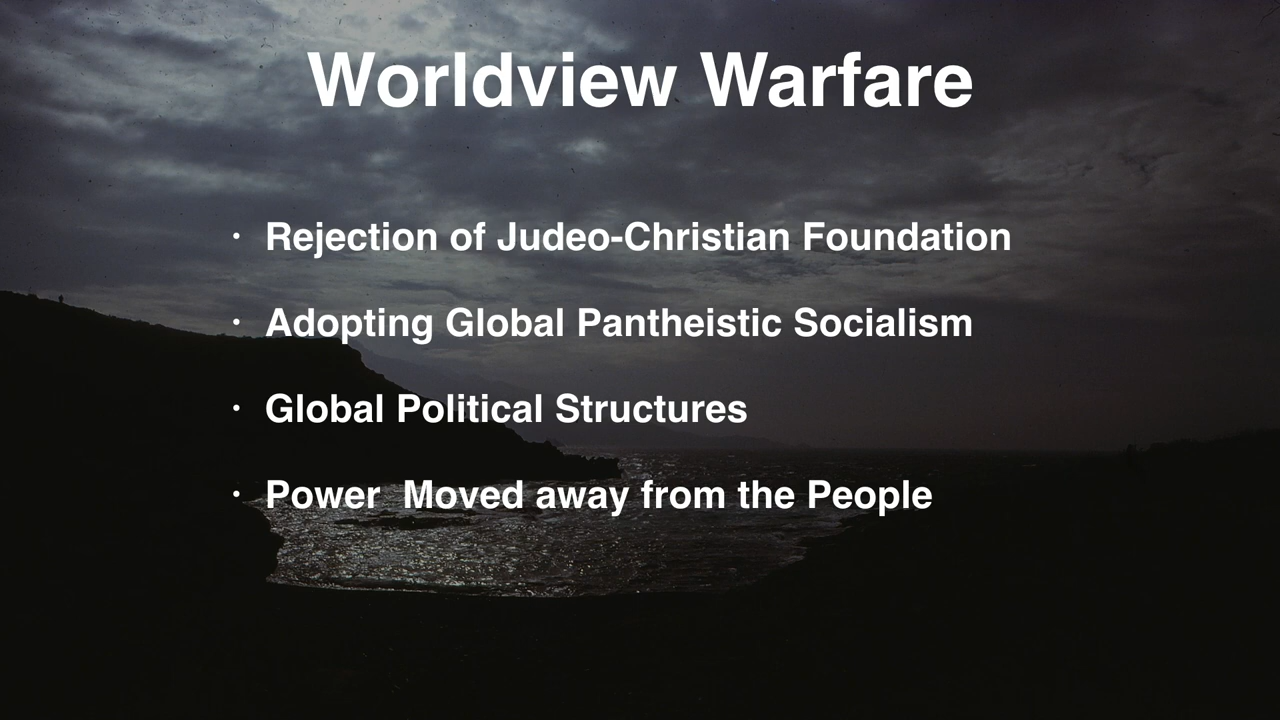 Worldview Warfare
· Rejection of Judeo-Christian Foundation
· Adopting Global Pantheistic Socialism
· Global Political Structures
· Power  Moved away from the People